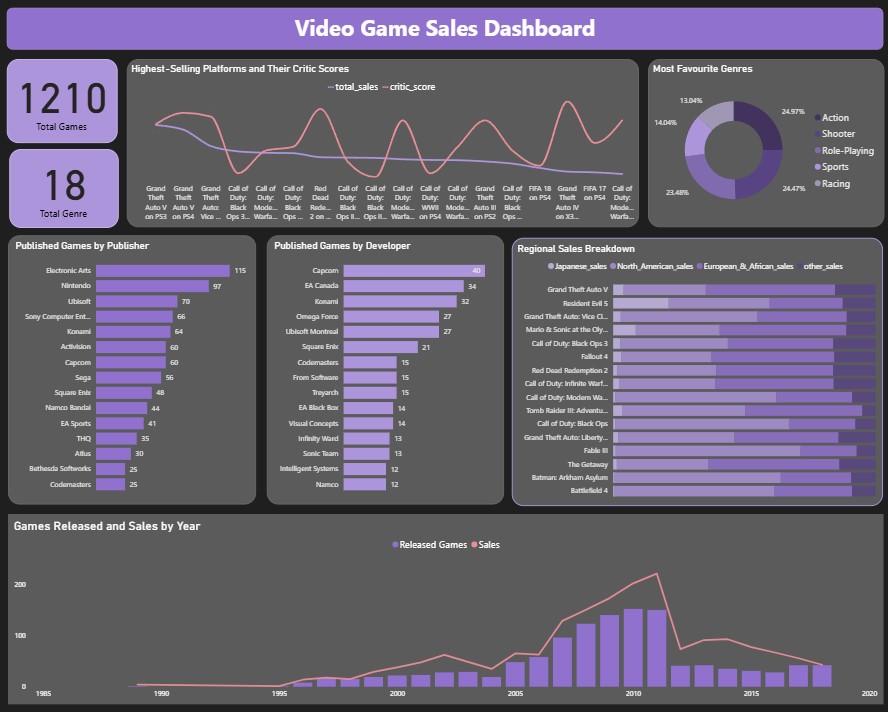 Video Game Sales Dashboard
1210
Total Games
18
Total Genre
Highest-Selling Platforms and Their Critic Scores
total_sales critic_score
Grand Theft Auto V on PS3
Grand Theft Auto V on PS4
Grand Theft Auto: Vice ...
Call of Duty: Black Ops 3...
Call of Duty: Mode... Warfa...
Call of Duty: Black Ops ...
Red Dead Rede... 2 on ...
Call of Duty: Black Ops II...
Call of Duty: Black Ops II...
Call of Duty: Mode... Warfa...
Call of Duty: WWII on PS4
Call of Duty: Mode... Warfa...
Grand Theft Auto III on PS2
Call of Duty: Black Ops ...
FIFA 18 on PS4
Grand Theft Auto IV on X3...
FIFA 17 on PS4
Call of Duty: Mode... Warfa...
Most Favourite Genres
13.04%
24.97%
14.04%
23.48%
24.47%
Action
Shooter
Role-Playing
Sports
Racing
Published Games by Publisher
Electronic Arts 115
Nintendo 97
Ubisoft 70
Sony Computer Ent... 66
Konami 64
Activision 60
Capcom 60
Sega 56
Square Enix 48
Namco Bandai 44
EA Sports 41
THQ 35
Atlus 30
Bethesda Softworks 25
Codemasters 25
Published Games by Developer
Capcom 40
EA Canada 34
Konami 32
Omega Force 27
Ubisoft Montreal 27
Square Enix 21
Codemasters 15
From Software 15
Treyarch 15
EA Black Box 14
Visual Concepts 14
Infinity Ward 13
Sonic Team 13
Intelligent Systems 12
Namco 12
Regional Sales Breakdown
Japanese_sales North_American_sales European_&_African_sales other_sales
Grand Theft Auto V
Resident Evil 5
Grand Theft Auto: Vice Ci...
Mario & Sonic at the Oly...
Call of Duty: Black Ops 3
Fallout 4
Red Dead Redemption 2
Call of Duty: Infinite Warf...
Call of Duty: Modern Wa...
Tomb Raider III: Adventu...
Call of Duty: Black Ops
Grand Theft Auto: Liberty...
Fable III
The Getaway
Batman: Arkham Asylum
Battlefield 4
Games Released and Sales by Year
Released Games Sales
200
100
0
1985 1990 1995 2000 2005 2010 2015 2020